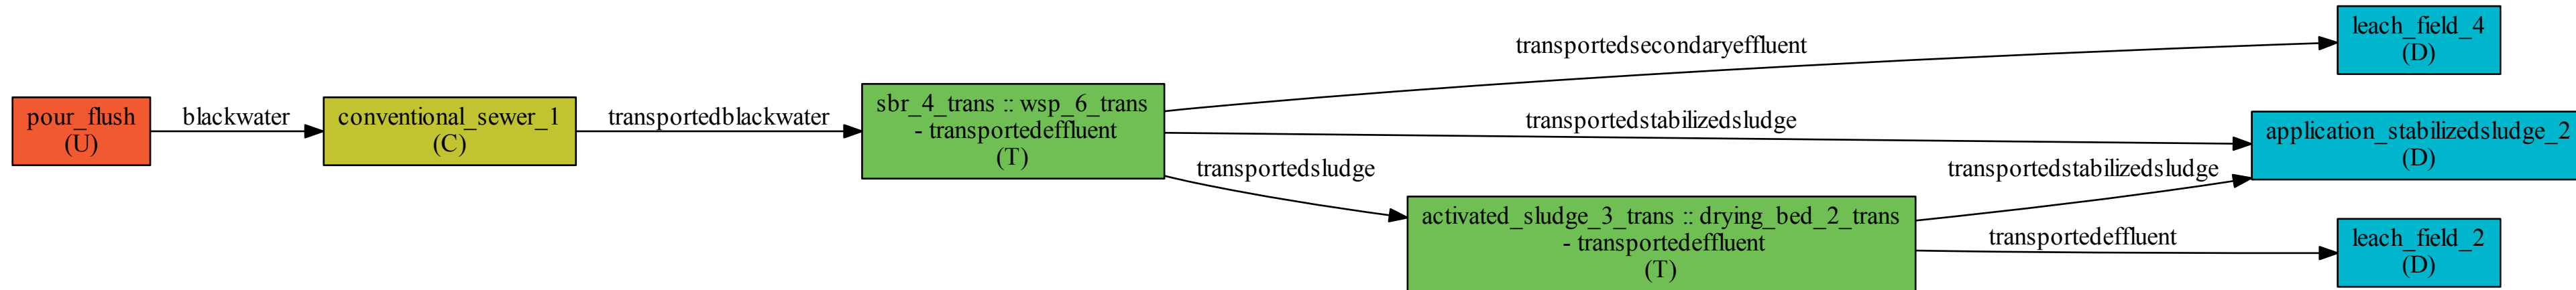 pour_flush
(U)
blackwater
conventional_sewer_1
(C)
transportedblackwater
sbr_4_trans :: wsp_6_trans
- transportedeffluent
(T)
transportedsecondaryeffluent
transportedstabilizedsludge
transportedsludge
activated_sludge_3_trans :: drying_bed_2_trans
- transportedeffluent
(T)
transportedstabilizedsludge
transportedeffluent
leach_field_4
(D)
application_stabilizedsludge_2
(D)
leach_field_2
(D)